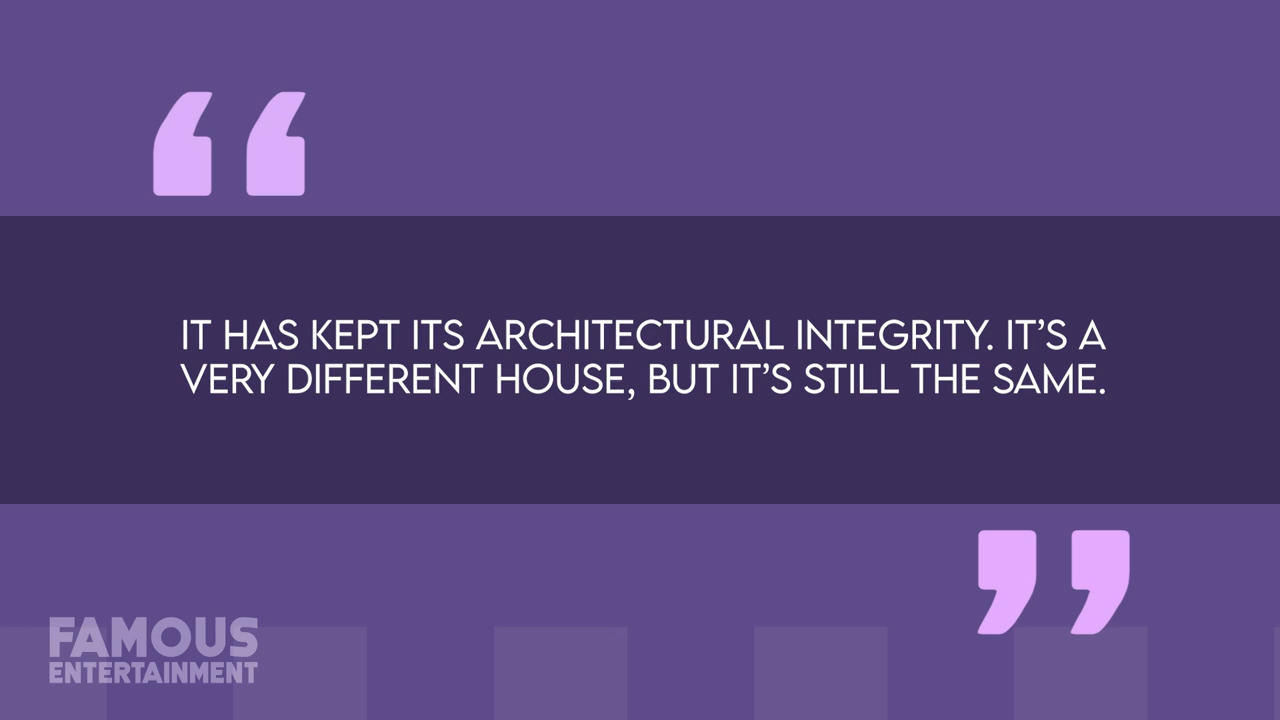 “
IT HAS KEPT ITS ARCHITECTURAL INTEGRITY. IT’S A
VERY DIFFERENT HOUSE, BUT IT’S STILL THE SAME.
”
FAMOUS
ENTERTAINMENT